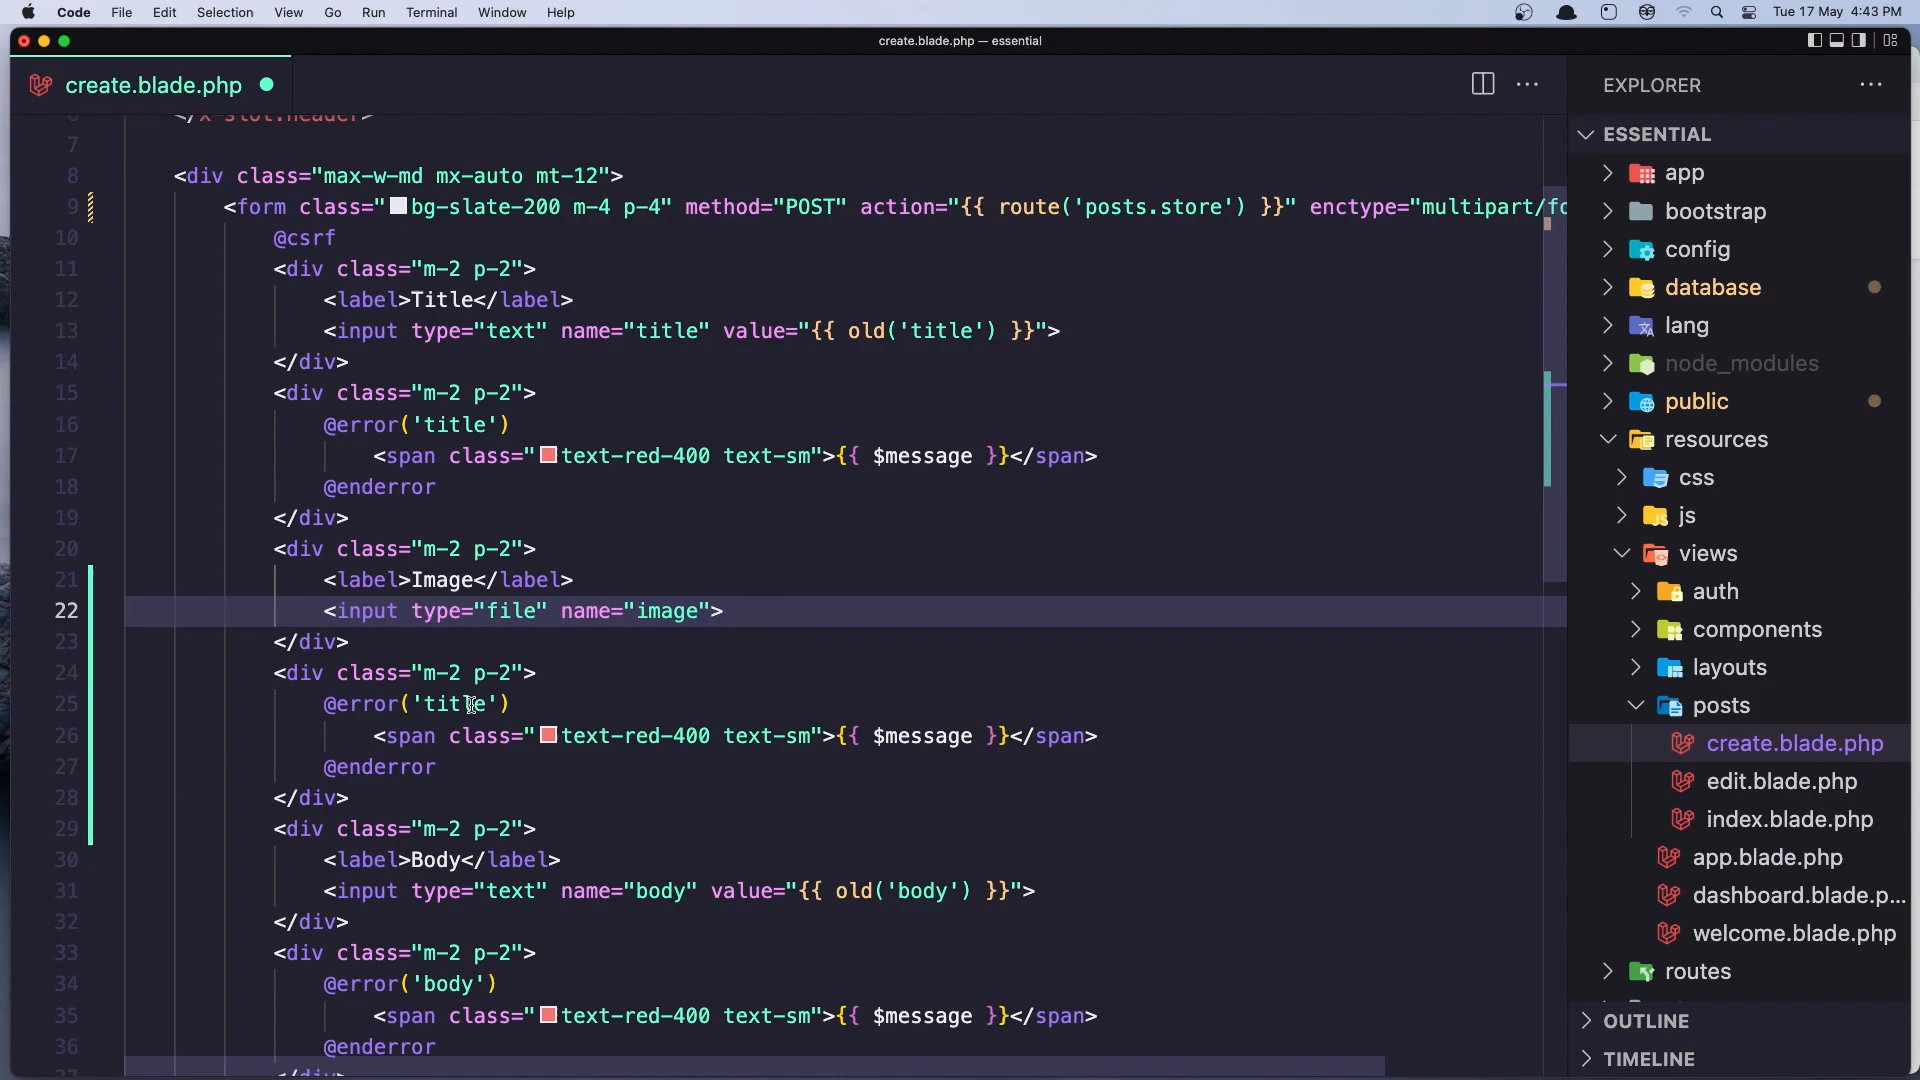 Code File Edit Selection View Go Run Terminal Window Help Tue 17 May 4:43 PM
create.blade.php — essential
create.blade.php
</x-slot:header>
7
8 <div class="max-w-md mx-auto mt-12">
9 <form class="bg-slate-200 m-4 p-4" method="POST" action="{{ route('posts.store') }}" enctype="multipart/fo
10 @csrf
11 <div class="m-2 p-2">
12 <label>Title</label>
13 <input type="text" name="title" value="{{ old('title') }}">
14 </div>
15 <div class="m-2 p-2">
16 @error('title')
17 <span class="text-red-400 text-sm">{{ $message }}</span>
18 @enderror
19 </div>
20 <div class="m-2 p-2">
21 <label>Image</label>
22 <input type="file" name="image">
23 </div>
24 <div class="m-2 p-2">
25 @error('title')
26 <span class="text-red-400 text-sm">{{ $message }}</span>
27 @enderror
28 </div>
29 <div class="m-2 p-2">
30 <label>Body</label>
31 <input type="text" name="body" value="{{ old('body') }}">
32 </div>
33 <div class="m-2 p-2">
34 @error('body')
35 <span class="text-red-400 text-sm">{{ $message }}</span>
36 @enderror
37 </div>
EXPLORER
ESSENTIAL
app
bootstrap
config
database
lang
node_modules
public
resources
css
js
views
auth
components
layouts
posts
create.blade.php
edit.blade.php
index.blade.php
app.blade.php
dashboard.blade.p...
welcome.blade.php
routes
OUTLINE
TIMELINE